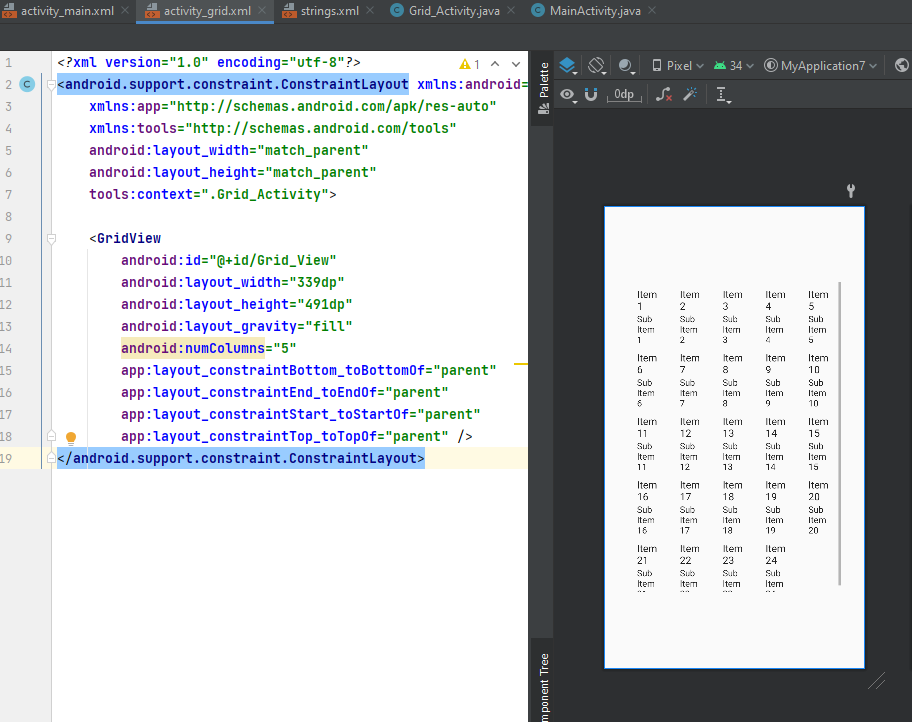 activity_main.xml activity_grid.xml strings.xml Grid_Activity.java MainActivity.java
1 <?xml version="1.0" encoding="utf-8"?>
1
2 <android.support.constraint.ConstraintLayout xmlns:android=
3 xmlns:app="http://schemas.android.com/apk/res-auto"
4 xmlns:tools="http://schemas.android.com/tools"
5 android:layout_width="match_parent"
6 android:layout_height="match_parent"
7 tools:context=".Grid_Activity">
8
9 <GridView
10 android:id="@+id/Grid_View"
11 android:layout_width="339dp"
12 android:layout_height="491dp"
13 android:layout_gravity="fill"
14 android:numColumns="5"
15 app:layout_constraintBottom_toBottomOf="parent"
16 app:layout_constraintEnd_toEndOf="parent"
17 app:layout_constraintStart_toStartOf="parent"
18 app:layout_constraintTop_toTopOf="parent" />
19 </android.support.constraint.ConstraintLayout>
Palette
Pixel 34 MyApplication7
0dp
Item Item Item Item Item
1 2 3 4 5
Sub Sub Sub Sub Sub
Item Item Item Item Item
1 2 3 4 5
Item Item Item Item Item
6 7 8 9 10
Sub Sub Sub Sub Sub
Item Item Item Item Item
6 7 8 9 10
Item Item Item Item Item
11 12 13 14 15
Sub Sub Sub Sub Sub
Item Item Item Item Item
11 12 13 14 15
Item Item Item Item Item
16 17 18 19 20
Sub Sub Sub Sub Sub
Item Item Item Item Item
16 17 18 19 20
Item Item Item Item
21 22 23 24
Sub Sub Sub Sub
Item Item Item Item
mponent Tree